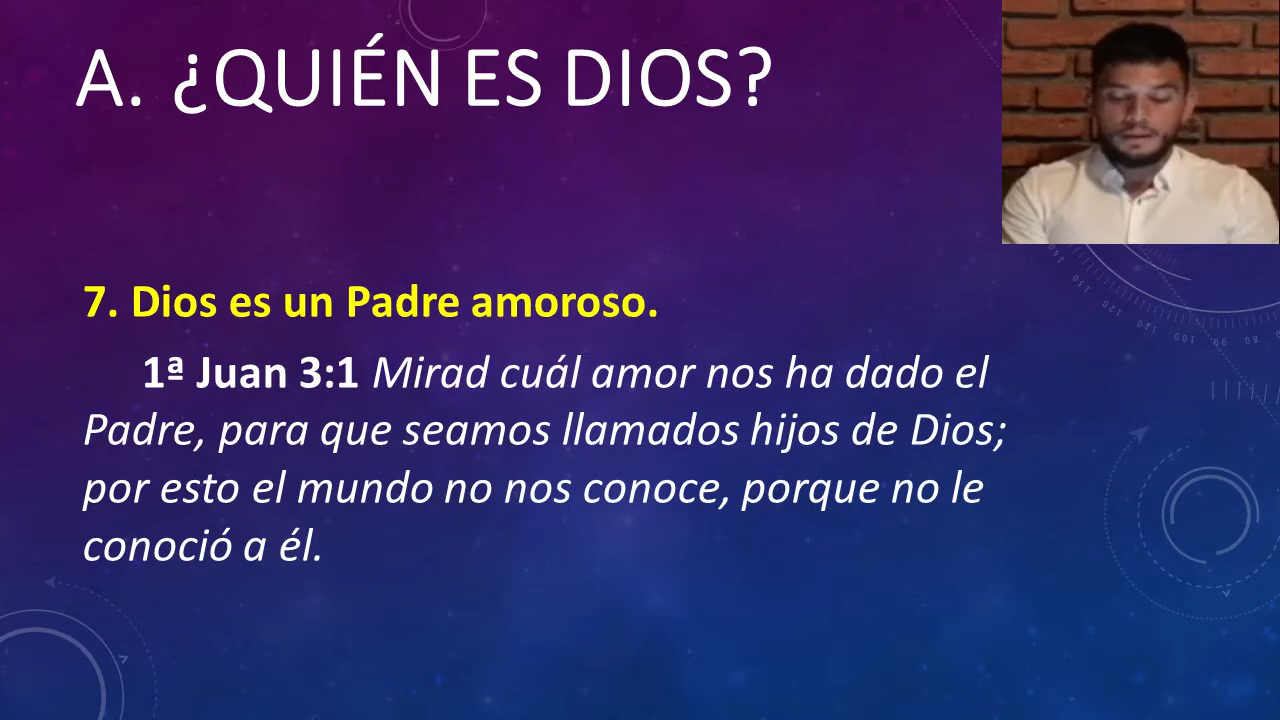 A. ¿QUIÉN ES DIOS?
7. Dios es un Padre amoroso.
1ª Juan 3:1 Mirad cuál amor nos ha dado el
Padre, para que seamos llamados hijos de Dios;
por esto el mundo no nos conoce, porque no le
conoció a él.